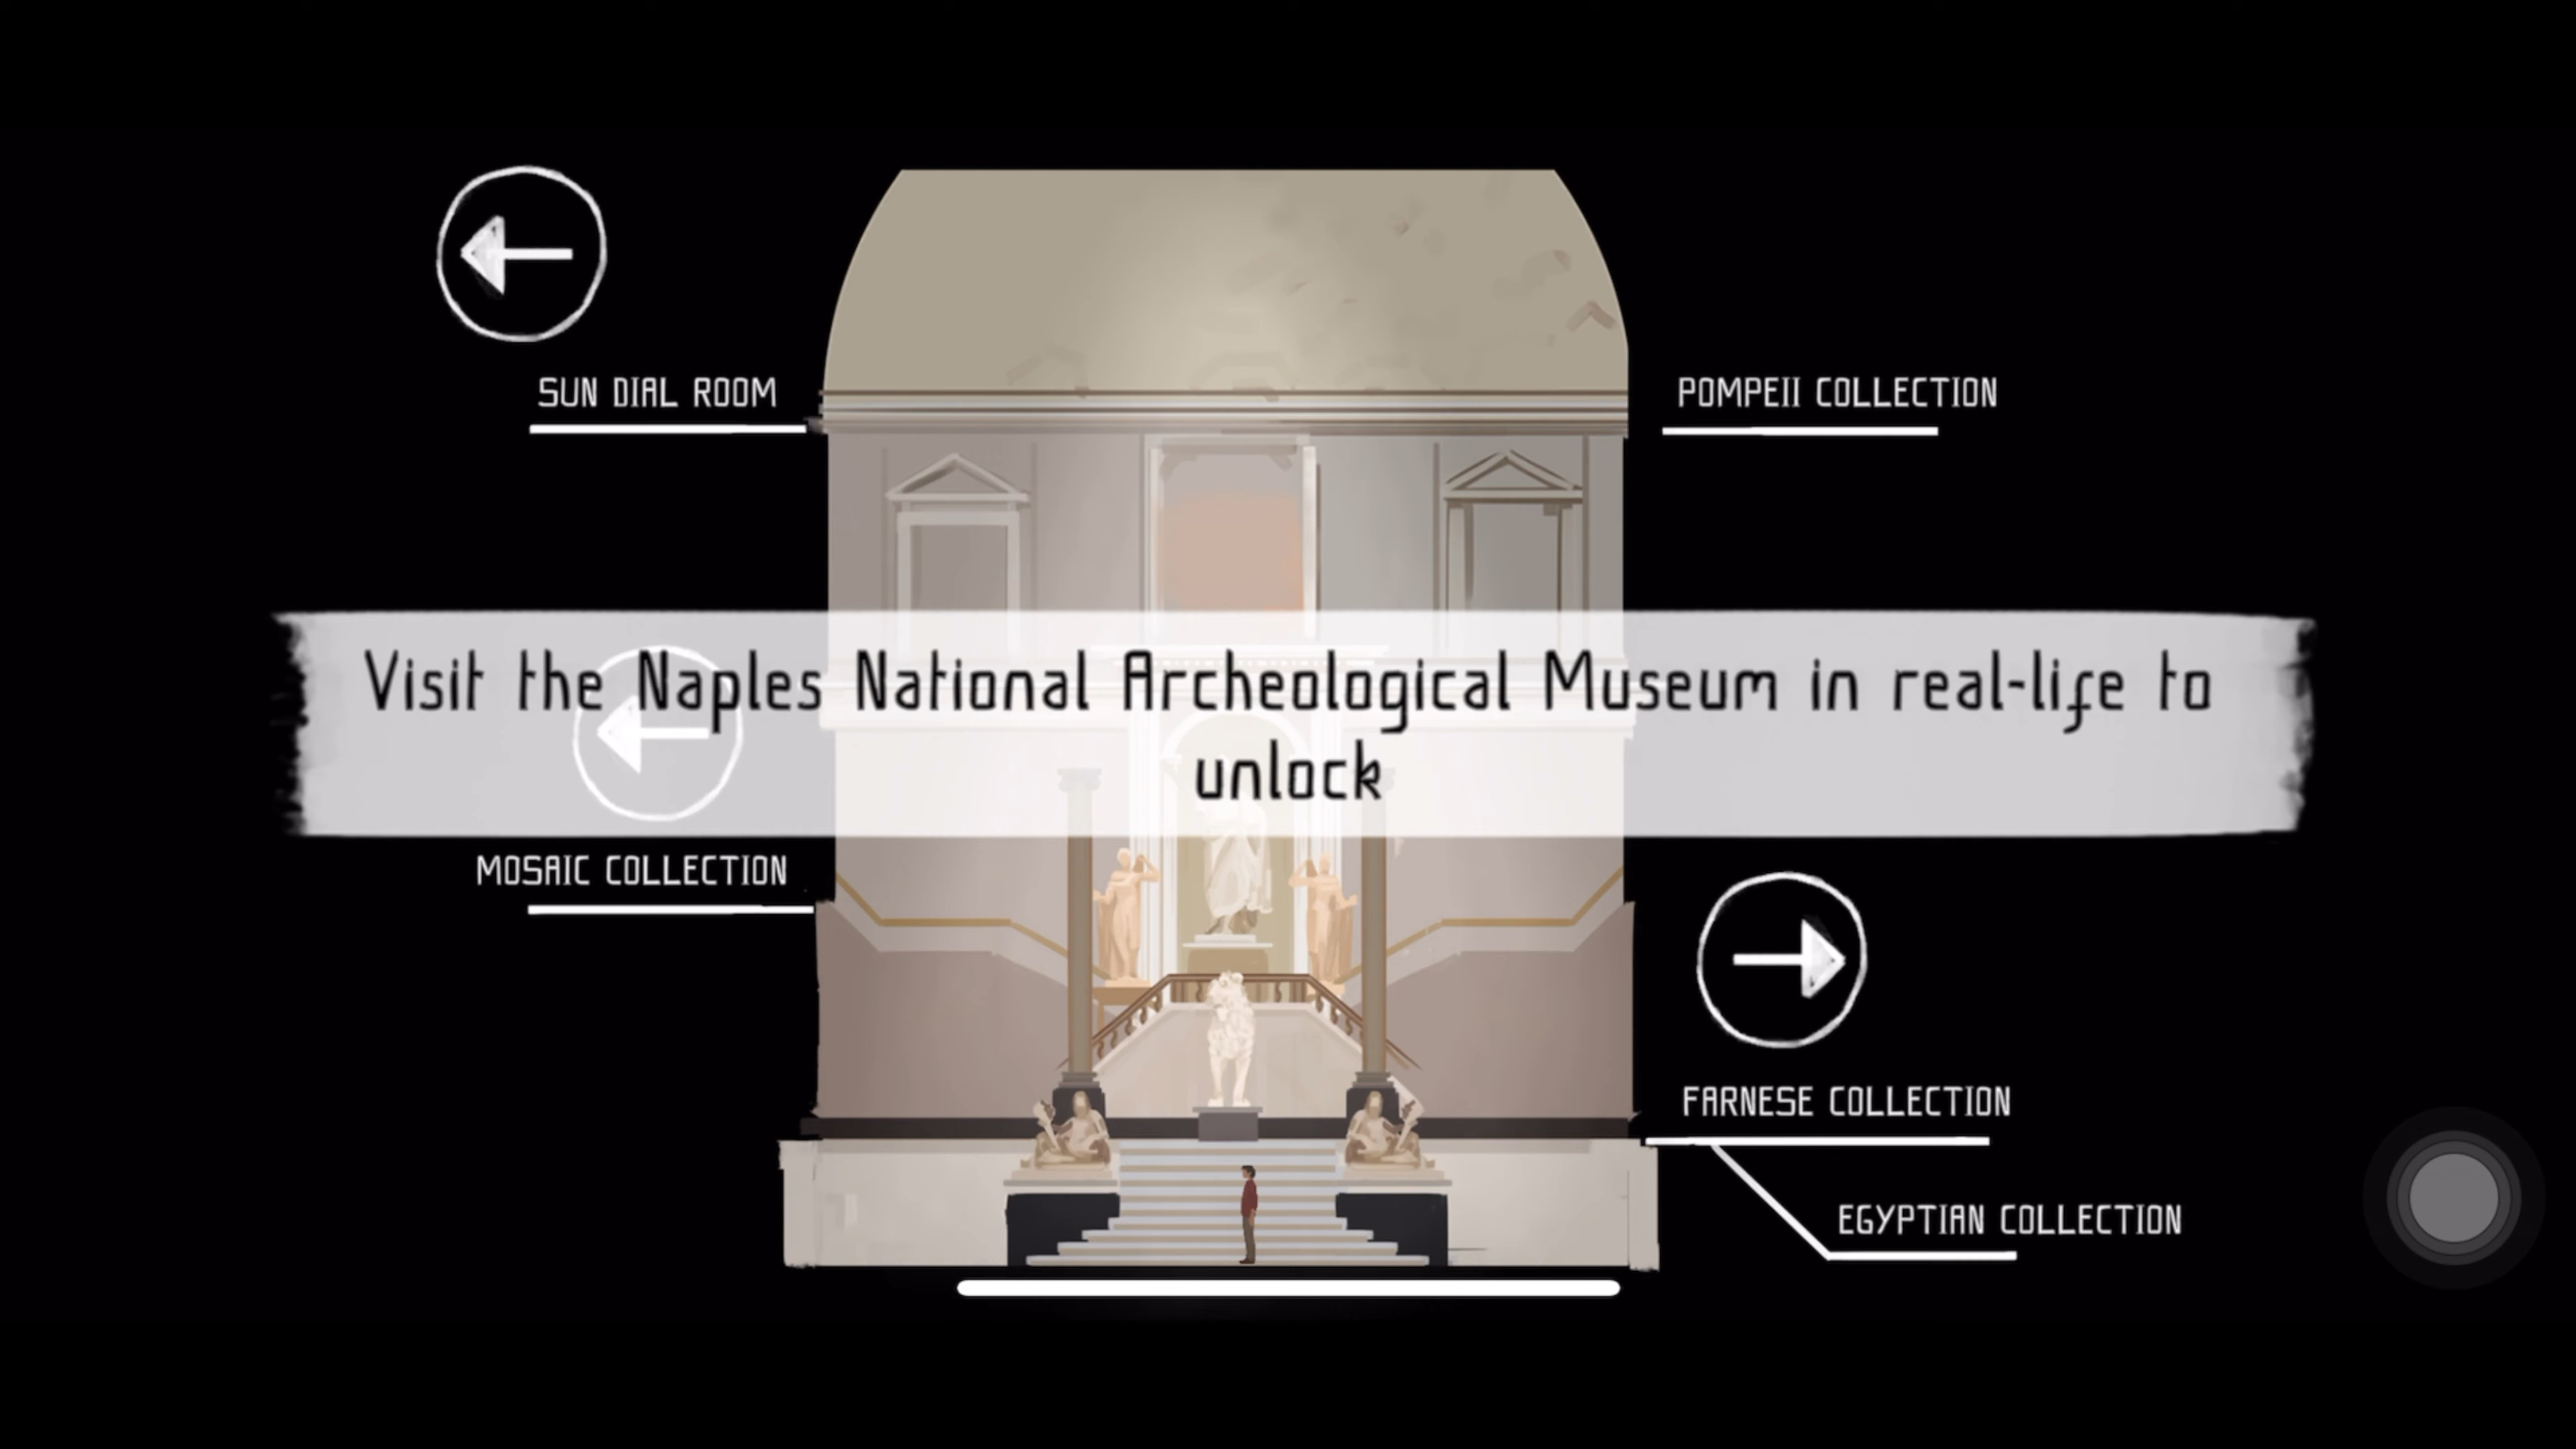 SUN DIAL ROOM
POMPEII COLLECTION
Visit the Naples National Archeological Museum in real-life to
unlock
MOSAIC COLLECTION
FARNESE COLLECTION
EGYPTIAN COLLECTION